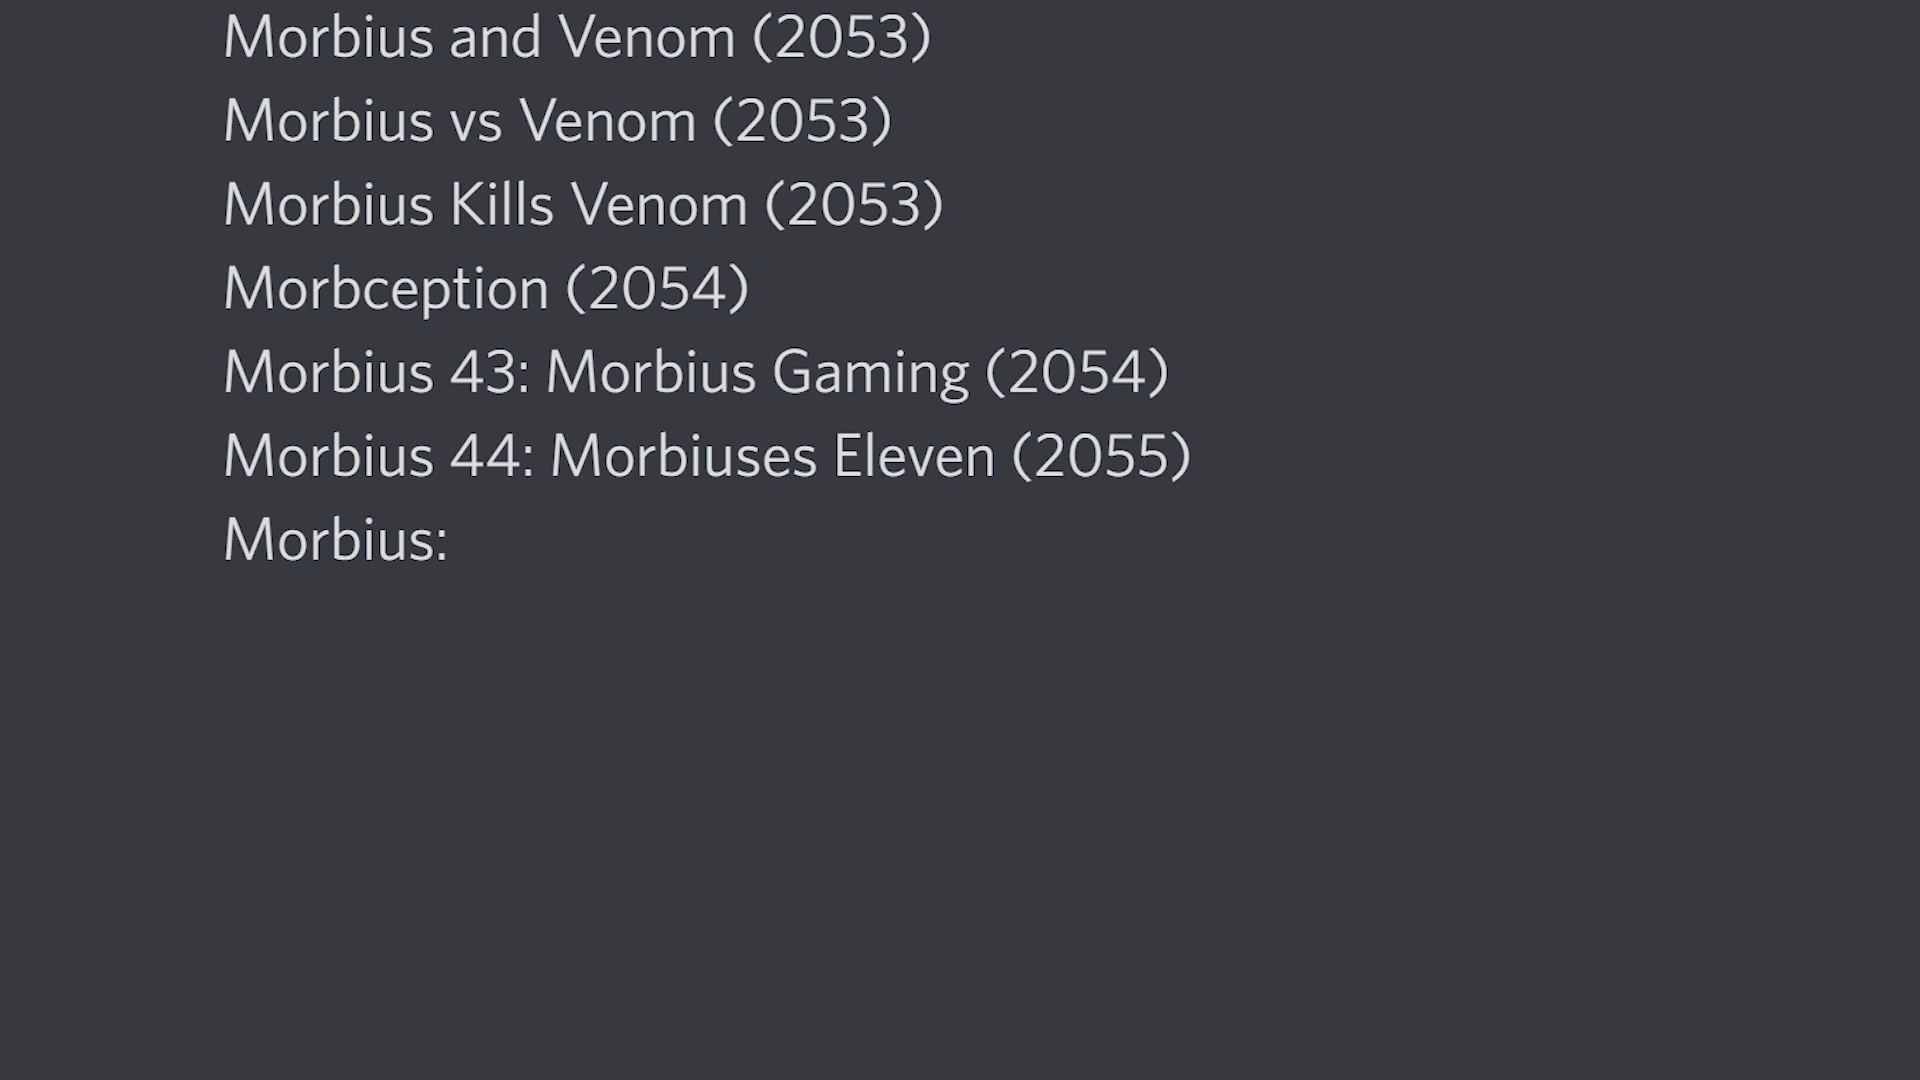 Morbius and Venom (2053)
Morbius vs Venom (2053)
Morbius Kills Venom (2053)
Morbception (2054)
Morbius 43: Morbius Gaming (2054)
Morbius 44: Morbiuses Eleven (2055)
Morbius: